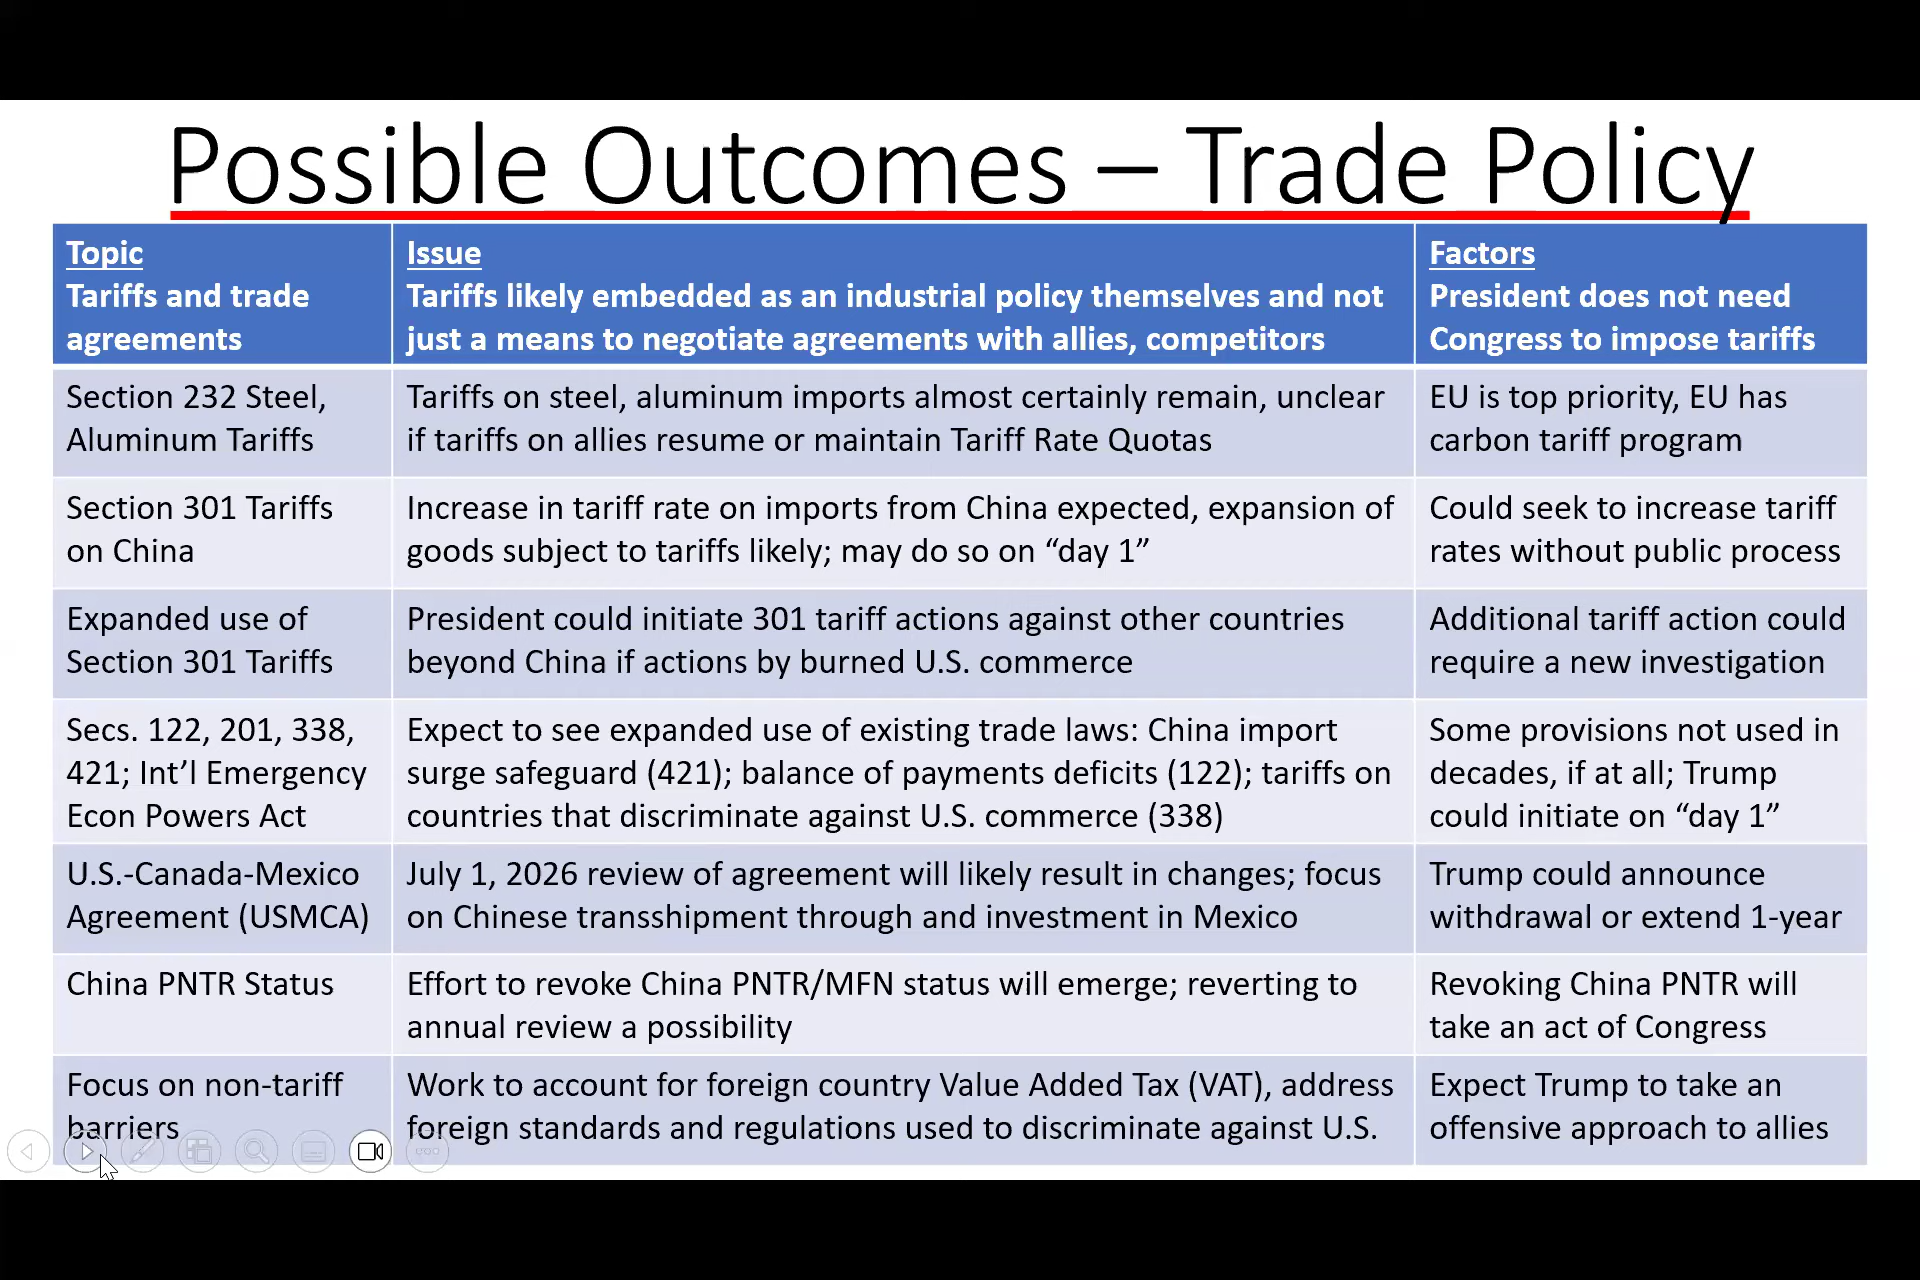 Possible Outcomes – Trade Policy
Topic
Tariffs and trade
agreements
Issue
Tariffs likely embedded as an industrial policy themselves and not
just a means to negotiate agreements with allies, competitors
Factors
President does not need
Congress to impose tariffs
Section 232 Steel,
Aluminum Tariffs
Tariffs on steel, aluminum imports almost certainly remain, unclear
if tariffs on allies resume or maintain Tariff Rate Quotas
EU is top priority, EU has
carbon tariff program
Section 301 Tariffs
on China
Increase in tariff rate on imports from China expected, expansion of
goods subject to tariffs likely; may do so on “day 1”
Could seek to increase tariff
rates without public process
Expanded use of
Section 301 Tariffs
President could initiate 301 tariff actions against other countries
beyond China if actions by burned U.S. commerce
Additional tariff action could
require a new investigation
Secs. 122, 201, 338,
421; Int’l Emergency
Econ Powers Act
Expect to see expanded use of existing trade laws: China import
surge safeguard (421); balance of payments deficits (122); tariffs on
countries that discriminate against U.S. commerce (338)
Some provisions not used in
decades, if at all; Trump
could initiate on “day 1”
U.S.-Canada-Mexico
Agreement (USMCA)
July 1, 2026 review of agreement will likely result in changes; focus
on Chinese transshipment through and investment in Mexico
Trump could announce
withdrawal or extend 1-year
China PNTR Status
Effort to revoke China PNTR/MFN status will emerge; reverting to
annual review a possibility
Revoking China PNTR will
take an act of Congress
Focus on non-tariff
barriers
Work to account for foreign country Value Added Tax (VAT), address
foreign standards and regulations used to discriminate against U.S.
Expect Trump to take an
offensive approach to allies